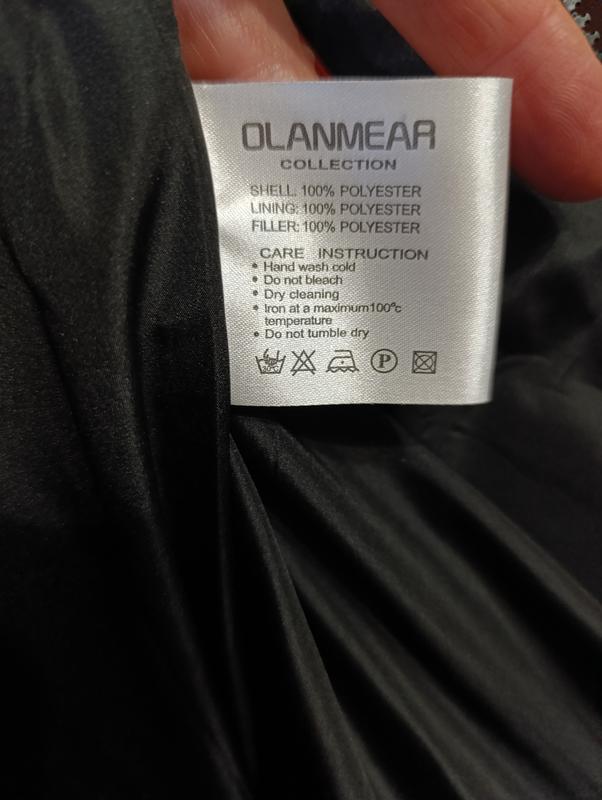 OLANMEAR
COLLECTION
SHELL: 100% POLYESTER
LINING: 100% POLYESTER
FILLER: 100% POLYESTER
CARE INSTRUCTION
• Hand wash cold
• Do not bleach
• Dry cleaning
• Iron at a maximum100°c
temperature
• Do not tumble dry
P